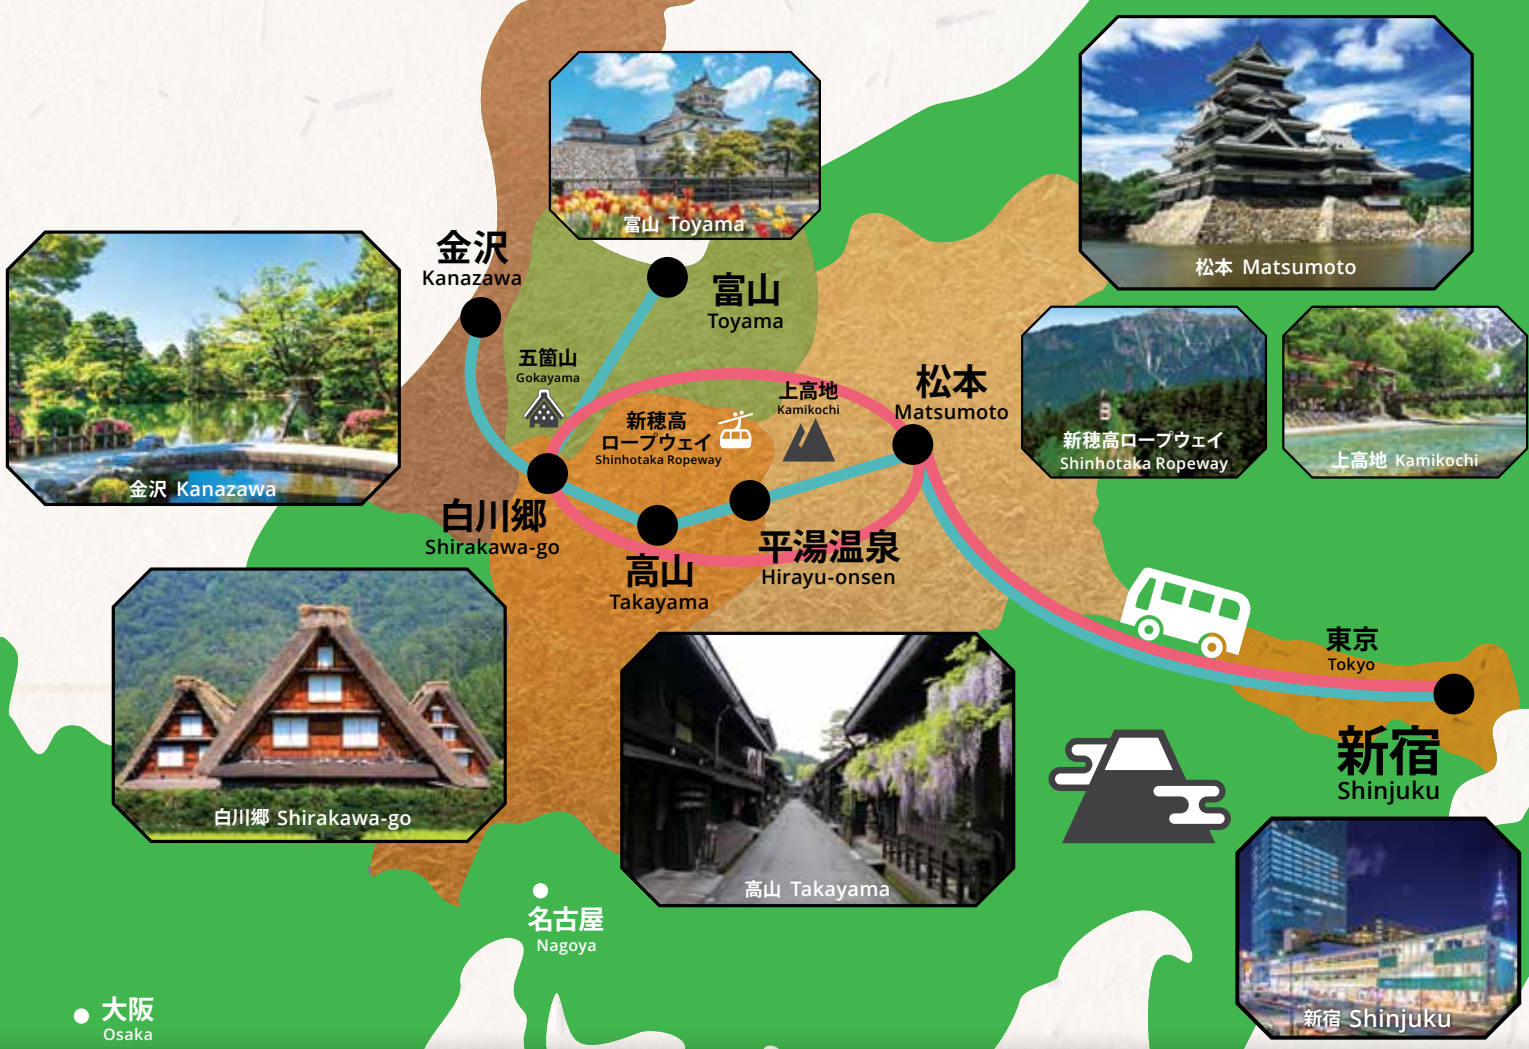 富山 Toyama
松本 Matsumoto
金沢
Kanazawa
富山
Toyama
五箇山
Gokayama
新穂高
ロープウェイ
Shinhotaka Ropeway
上高地
Kamikochi
松本
Matsumoto
新穂高ロープウェイ
Shinhotaka Ropeway
上高地 Kamikochi
金沢 Kanazawa
白川郷
Shirakawa-go
高山
Takayama
平湯温泉
Hirayu-onsen
東京
Tokyo
新宿
Shinjuku
白川郷 Shirakawa-go
高山 Takayama
名古屋
Nagoya
大阪
Osaka
新宿 Shinjuku